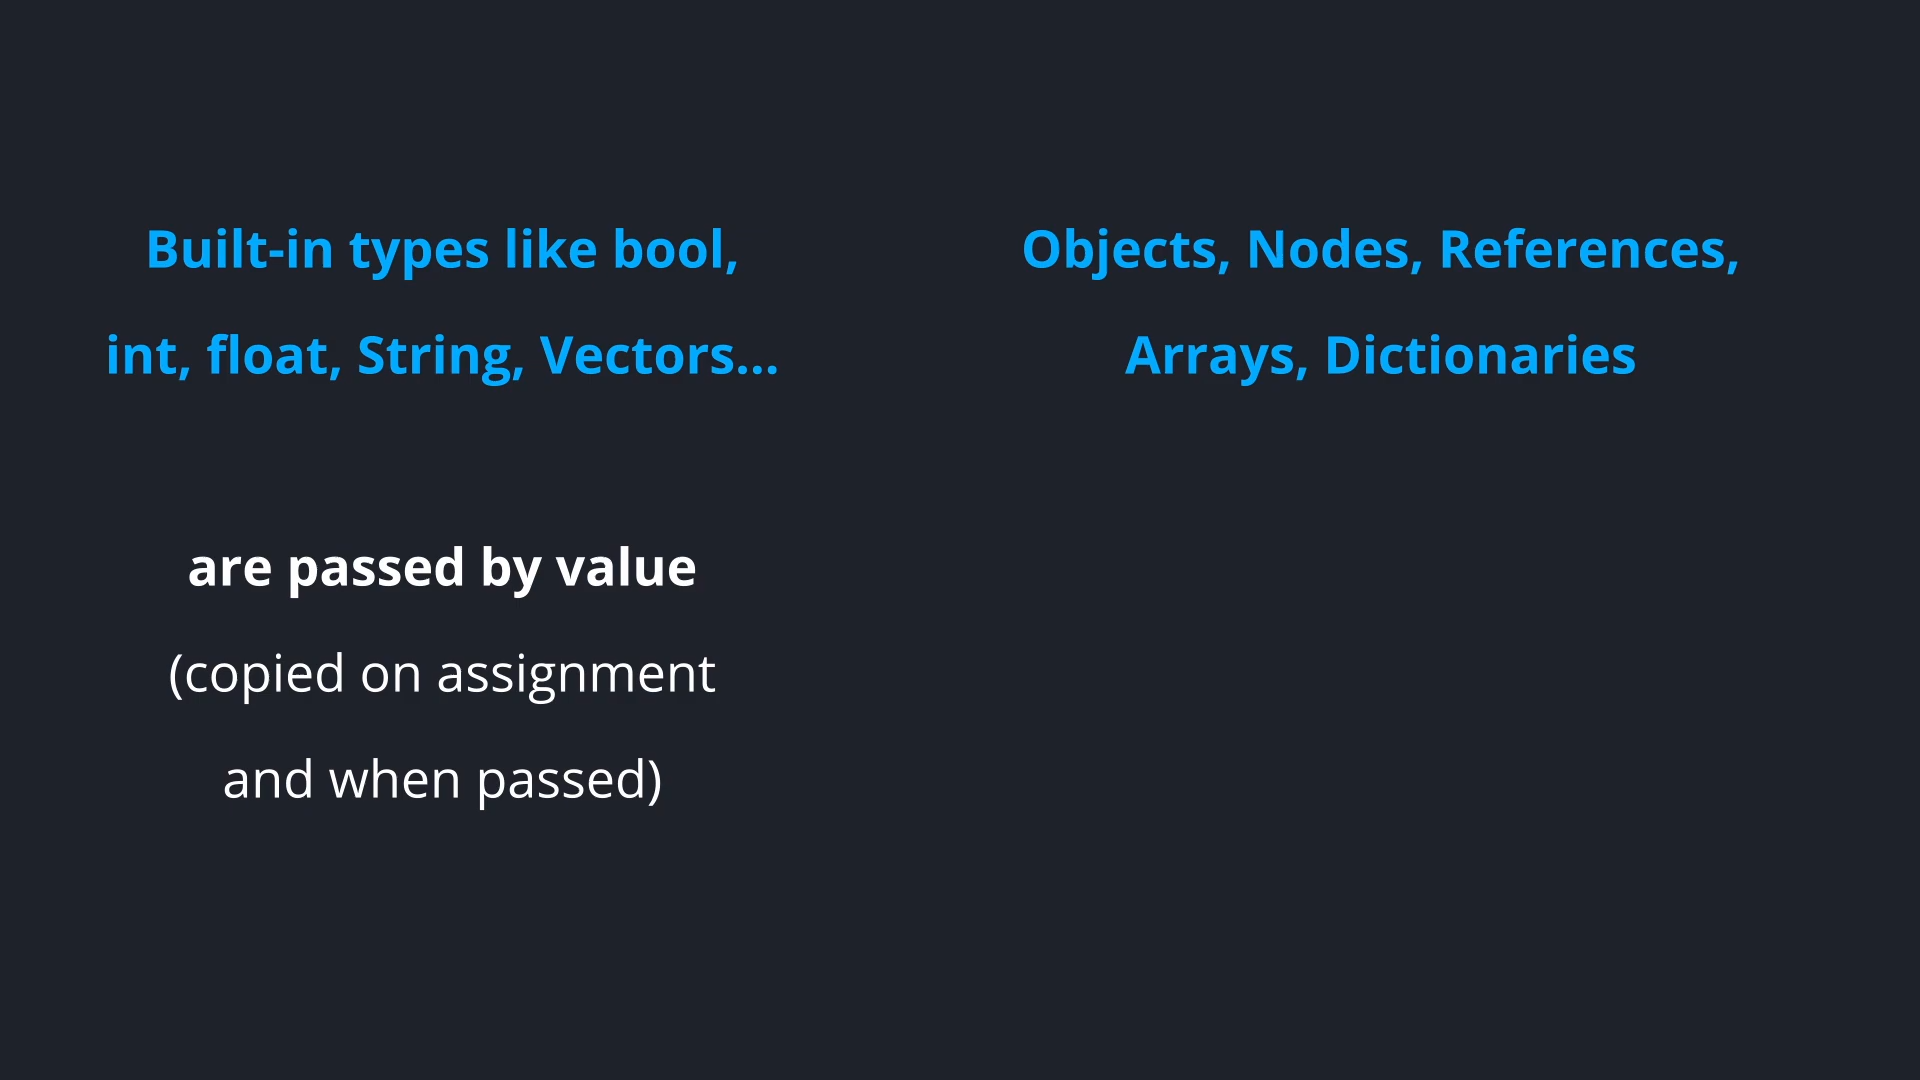 Built-in types like bool,
int, float, String, Vectors...
are passed by value
(copied on assignment
and when passed)
Objects, Nodes, References,
Arrays, Dictionaries